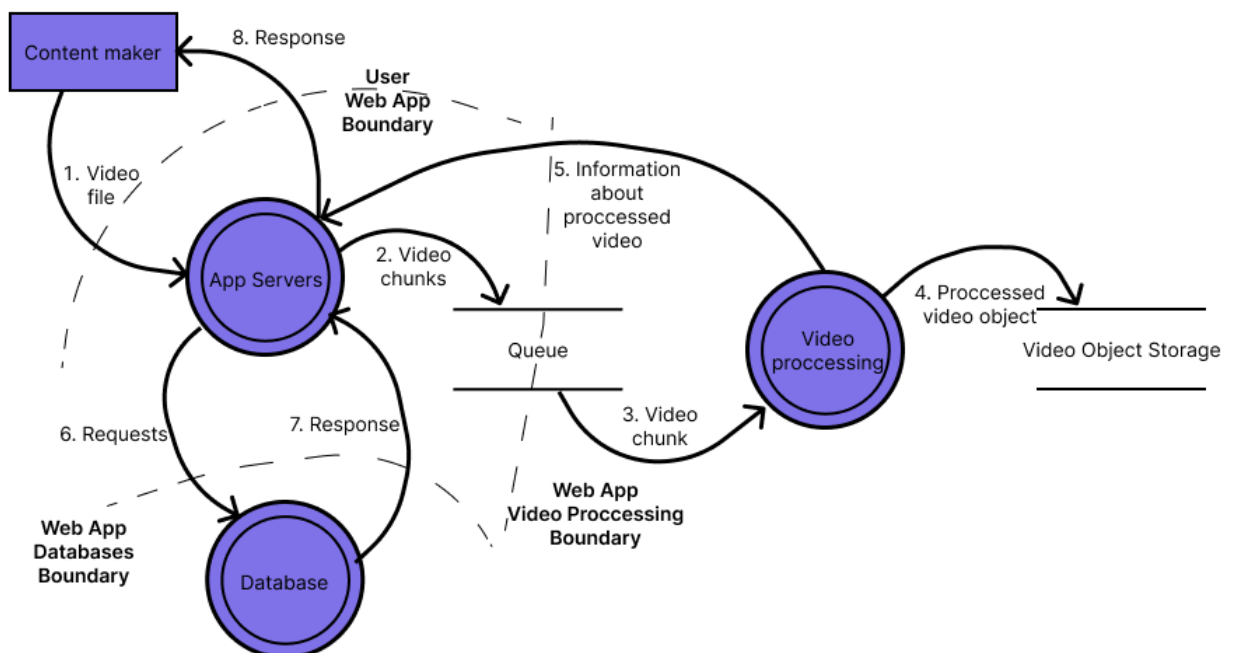 Content maker
8. Response
User
Web App
Boundary
1. Video
file
5. Information
about
proccessed
video
App Servers
2. Video
chunks
4. Proccessed
video object
Queue
Video
proccessing
Video Object Storage
3. Video
chunk
6. Requests
7. Response
Web App
Video Proccessing
Boundary
Web App
Databases
Boundary
Database